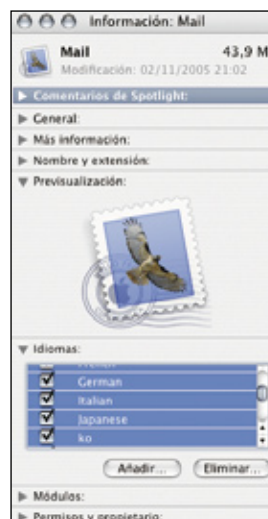 Información: Mail
Mail 43,9 M
Modificación: 02/11/2005 21:02
Comentarios de Spotlight:
General:
Más información:
Nombre y extensión:
Previsualización:
Idiomas:
French
German
Italian
Japanese
ko
Añadir... Eliminar...
Módulos:
Permisos y propietario: